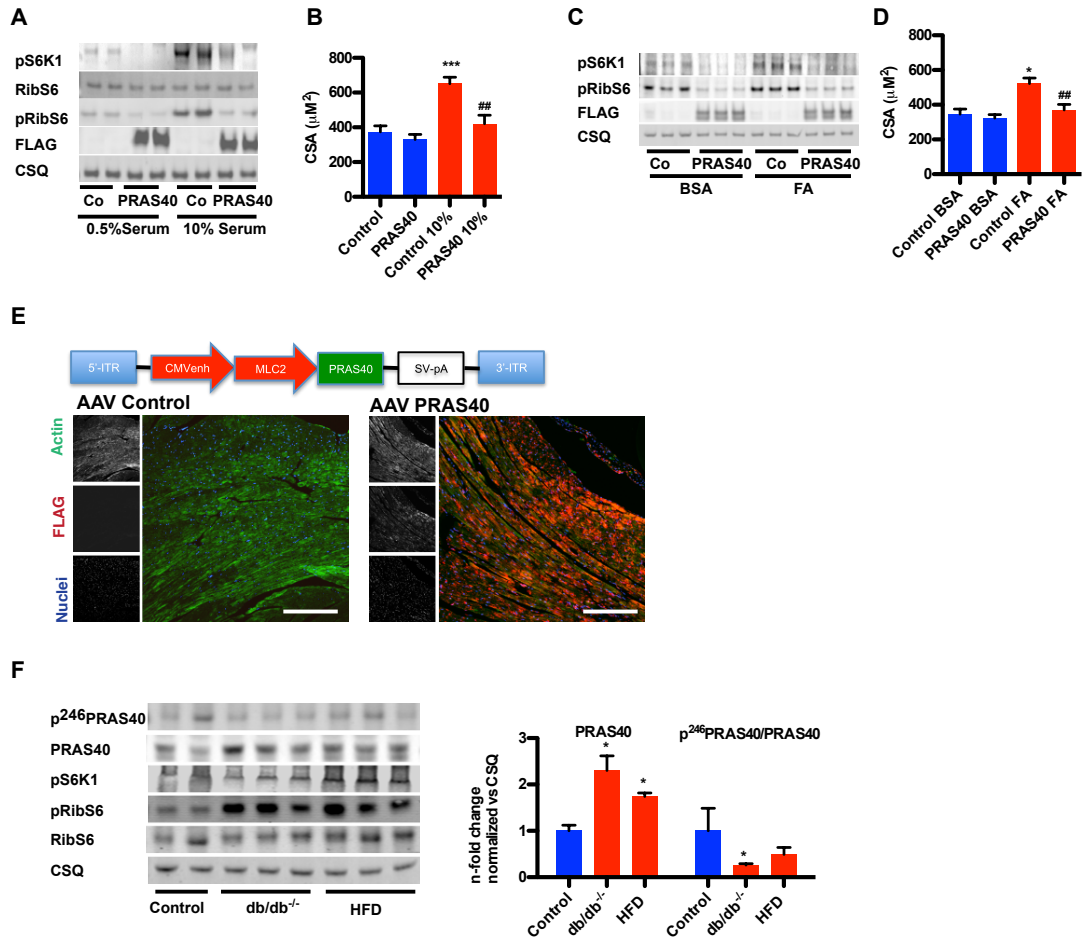 A
pS6K1
RibS6
pRibS6
FLAG
CSQ
Co PRAS40 Co PRAS40
0.5%Serum 10% Serum
B
CSA (μM²)
800
600
400
200
0
***
##
Control
PRAS40
Control 10%
PRAS40 10%
C
pS6K1
pRibS6
FLAG
CSQ
Co PRAS40 Co PRAS40
BSA FA
D
CSA (μM²)
800
600
400
200
0
*
##
Control BSA
PRAS40 BSA
Control FA
PRAS40 FA
E
5'-ITR CMVenh MLC2 PRAS40 SV-pA 3'-ITR
AAV Control AAV PRAS40
Actin
FLAG
Nuclei
F
p²⁴⁶PRAS40
PRAS40
pS6K1
pRibS6
RibS6
CSQ
Control db/db⁻/⁻ HFD
n-fold change
normalized vs CSQ
3
2
1
0
PRAS40 p²⁴⁶PRAS40/PRAS40
*
*
*
Control
db/db⁻/⁻
HFD
Control
db/db⁻/⁻
HFD